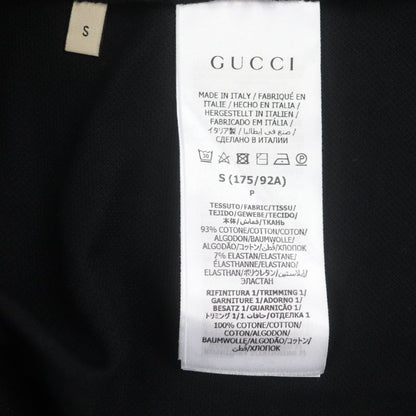 S
GUCCI
MADE IN ITALY / FABRIQUÉ EN
ITALIE / HECHO EN ITALIA /
HERGESTELLT IN ITALIEN /
FABRICADO EM ITÁLIA /
イタリア製 / صنع في إيطاليا /
СДЕЛАНО В ИТАЛИИ
30
S (175/92A)
P
TESSUTO/FABRIC/TISSU/
TEJIDO/GEWEBE/TECIDO/
本体/قماش/ТКАНЬ
93% COTONE/COTTON/COTON/
ALGODON/BAUMWOLLE/
ALGODÃO/コットン/قطن/ХЛОПОК
7% ELASTAN/ELASTANE/
ÉLASTHANNE/ELASTANO/
ELASTHAN/ポリウレタン/إيلاستين/
ЭЛАСТАН
RIFINITURA 1/TRIMMING 1/
GARNITURE 1/ADORNO 1/
BESATZ 1/GUARNIÇÃO 1/
トリミング 1/1 حافات/ОТДЕЛКА 1
100% COTONE/COTTON/
COTON/ALGODON/
BAUMWOLLE/ALGODÃO/コットン/
قطن/ХЛОПОК